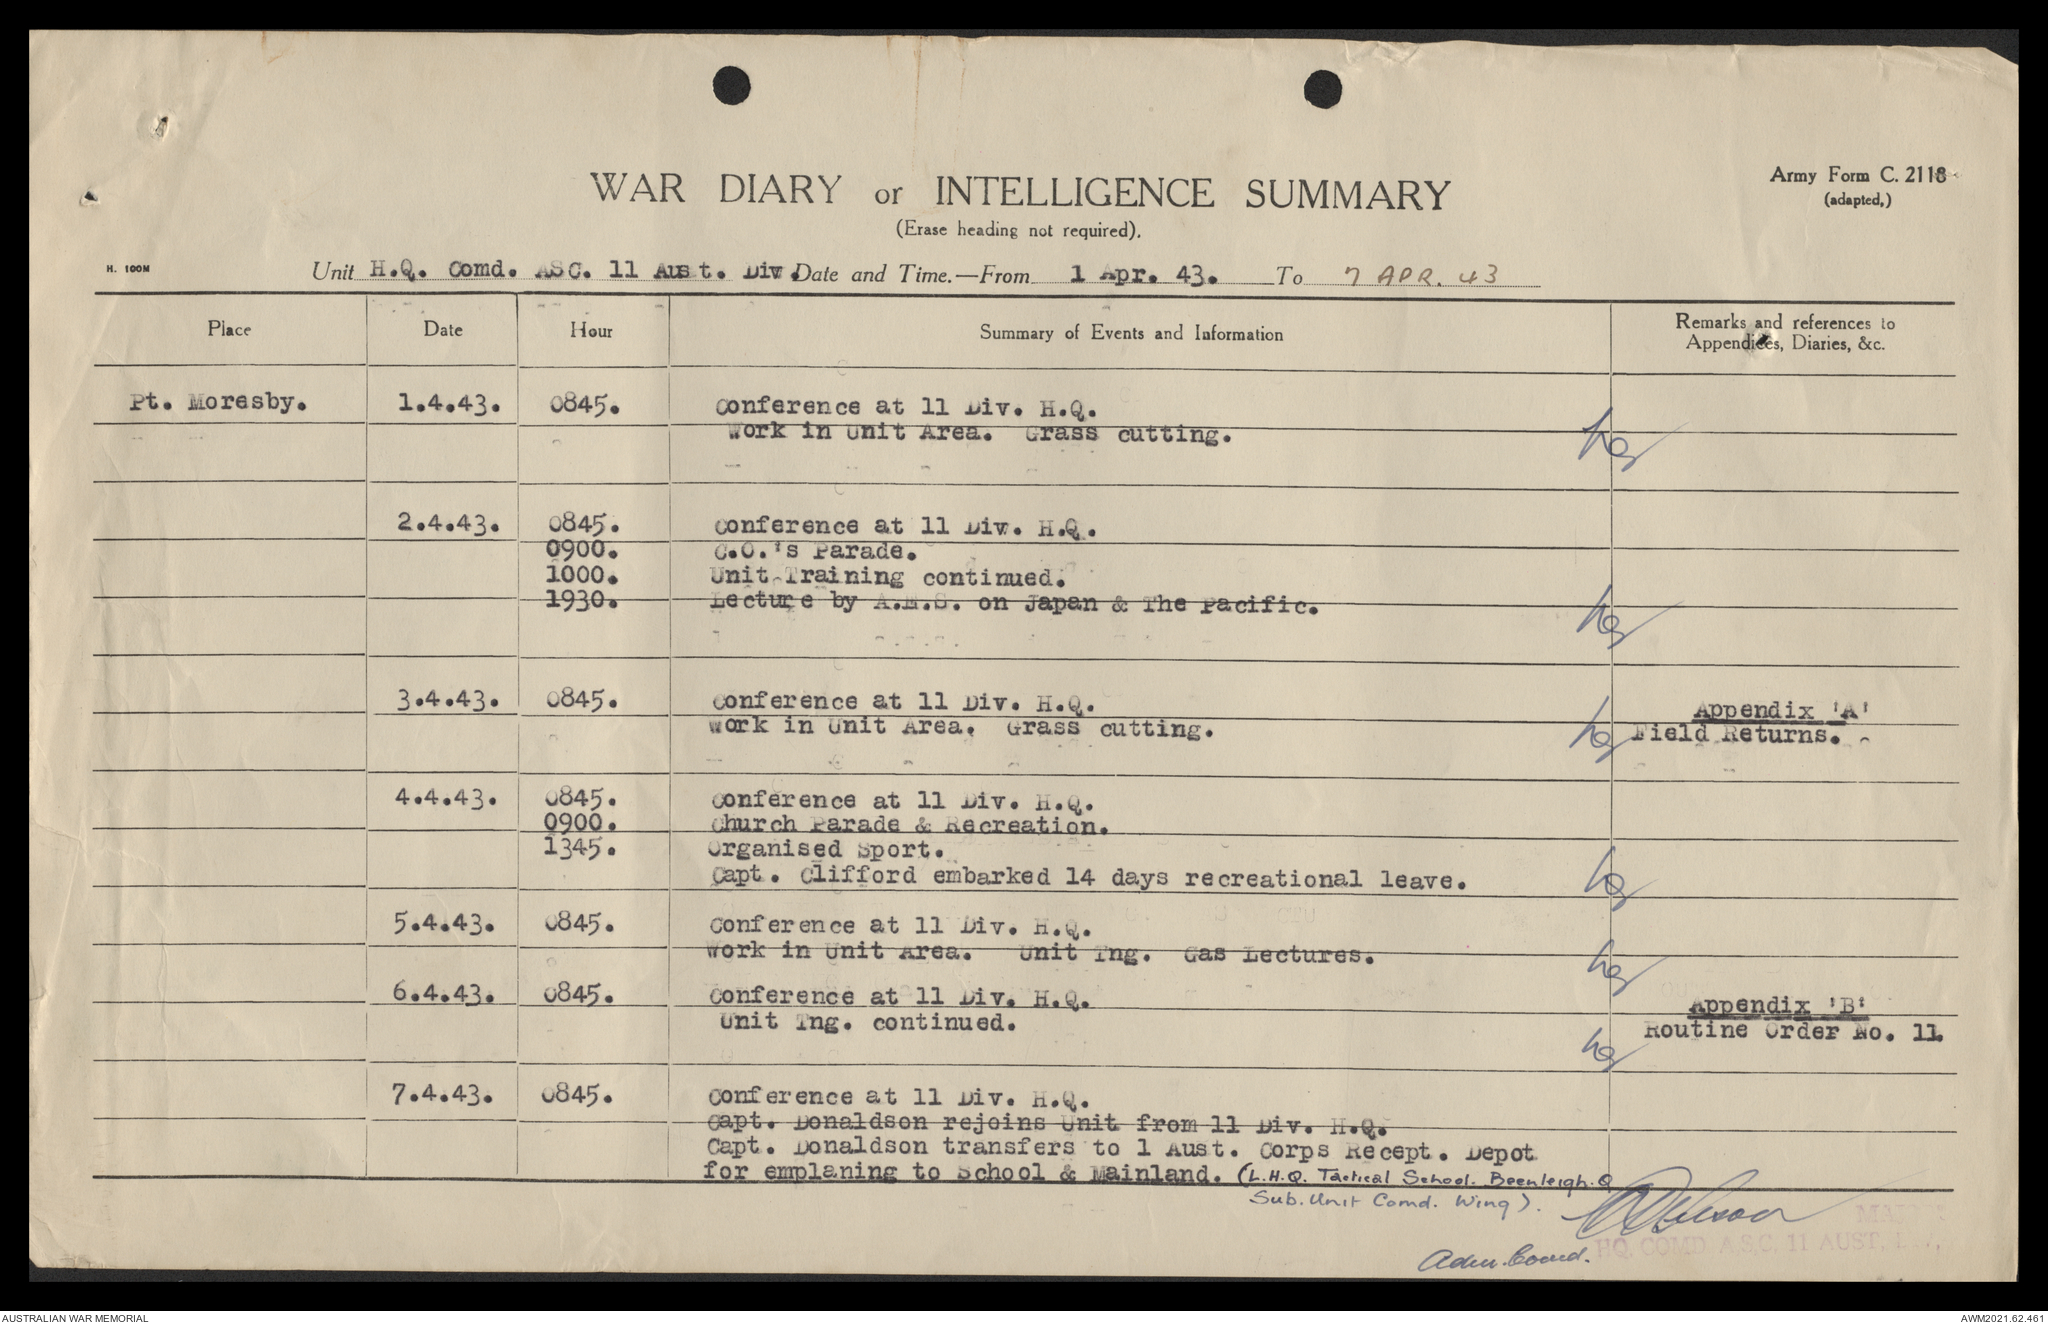 WAR DIARY or INTELLIGENCE SUMMARY
Army Form C. 2118
(adapted,)
(Erase heading not required).
H. 100M
Unit H.Q. Comd. ASC. 11 Aust. Div. Date and Time.—From 1 Apr. 43. To 7 APR. 43
Place Date Hour Summary of Events and Information Remarks and references to
Appendices, Diaries, &c.
Pt. Moresby. 1.4.43. 0845. Conference at 11 Div. H.Q.
Work in Unit Area. Grass cutting.
2.4.43. 0845. Conference at 11 Div. H.Q.
0900. C.O.'s Parade.
1000. Unit Training continued.
1930. Lecture by A.E.S. on Japan & The Pacific.
3.4.43. 0845. Conference at 11 Div. H.Q. Appendix 'A'
Work in Unit Area. Grass cutting. Field Returns.
4.4.43. 0845. Conference at 11 Div. H.Q.
0900. Church Parade & Recreation.
1345. Organised Sport.
Capt. Clifford embarked 14 days recreational leave.
5.4.43. 0845. Conference at 11 Div. H.Q.
Work in Unit Area. Unit Tng. Gas Lectures.
6.4.43. 0845. Conference at 11 Div. H.Q. Appendix 'B'
Unit Tng. continued. Routine Order No. 11.
7.4.43. 0845. Conference at 11 Div. H.Q.
Capt. Donaldson rejoins Unit from 11 Div. H.Q.
Capt. Donaldson transfers to 1 Aust. Corps Recept. Depot
for emplaning to School & Mainland. (L.H.Q. Tactical School. Beenleigh. Q
Sub. Unit Comd. Wing).
MAJOR
HQ. COMD A.S.C. 11 AUST.
Adm. Comd.
AUSTRALIAN WAR MEMORIAL
AWM2021.62.461